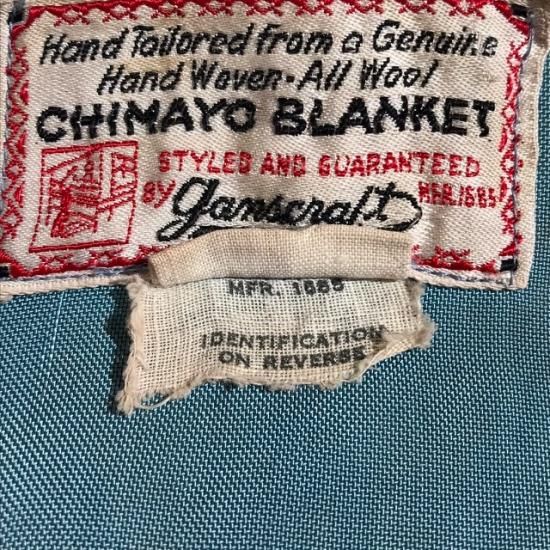 Hand Tailored from a Genuine
Hand Woven-All Wool
CHIMAYO BLANKET
STYLED AND GUARANTEED
BY ganscraft MFR.1685
MFR. 1685
IDENTIFICATION
ON REVERSE